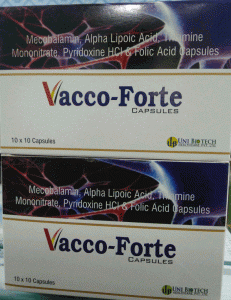 Mecobalamin, Alpha Lipoic Acid, Thiamine
Mononitrate, Pyridoxine HCl & Folic Acid Capsules
Vacco-Forte
CAPSULES
10 x 10 Capsules
UNI BIOTECH
Mecobalamin, Alpha Lipoic Acid, Thiamine
Mononitrate, Pyridoxine HCl & Folic Acid Capsules
Vacco-Forte
CAPSULES
10 x 10 Capsules
UNI BIOTECH